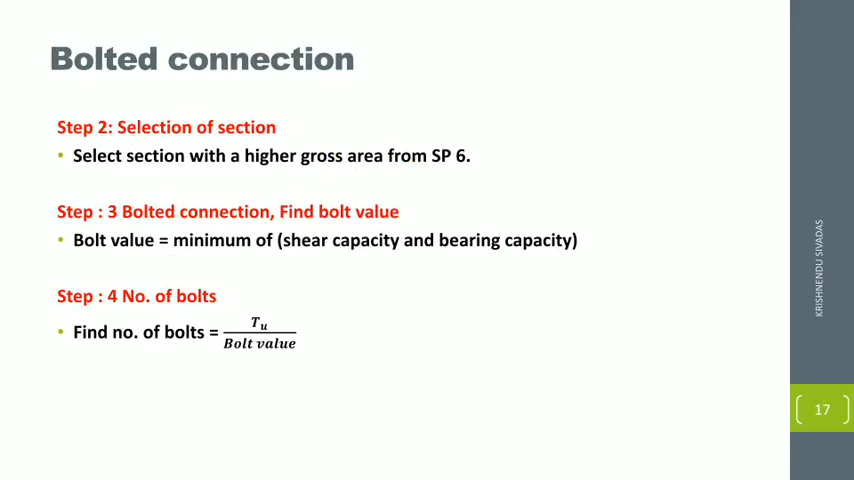 Bolted connection
Step 2: Selection of section
• Select section with a higher gross area from SP 6.
Step : 3 Bolted connection, Find bolt value
• Bolt value = minimum of (shear capacity and bearing capacity)
Step : 4 No. of bolts
• Find no. of bolts = T_u / Bolt value
KRISHNENDU SIVADAS
17